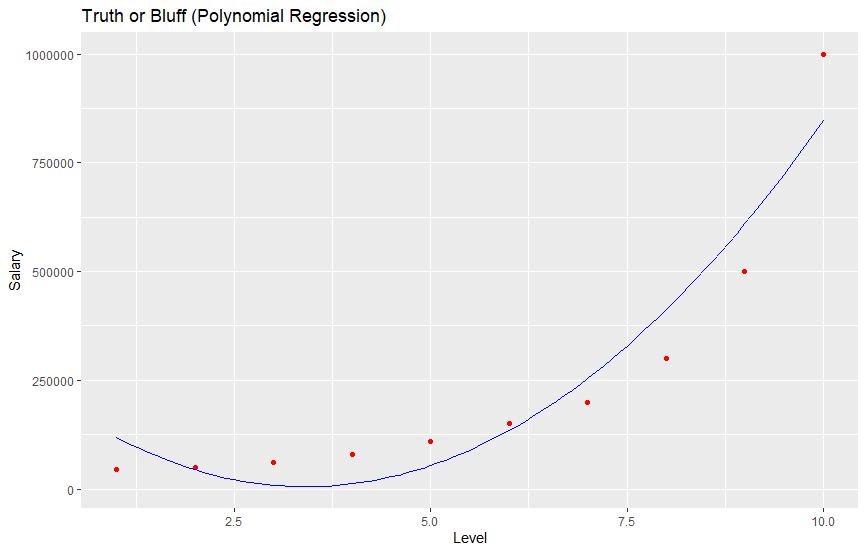 Truth or Bluff (Polynomial Regression)
1000000
750000
500000
250000
0
Salary
2.5 5.0 7.5 10.0
Level